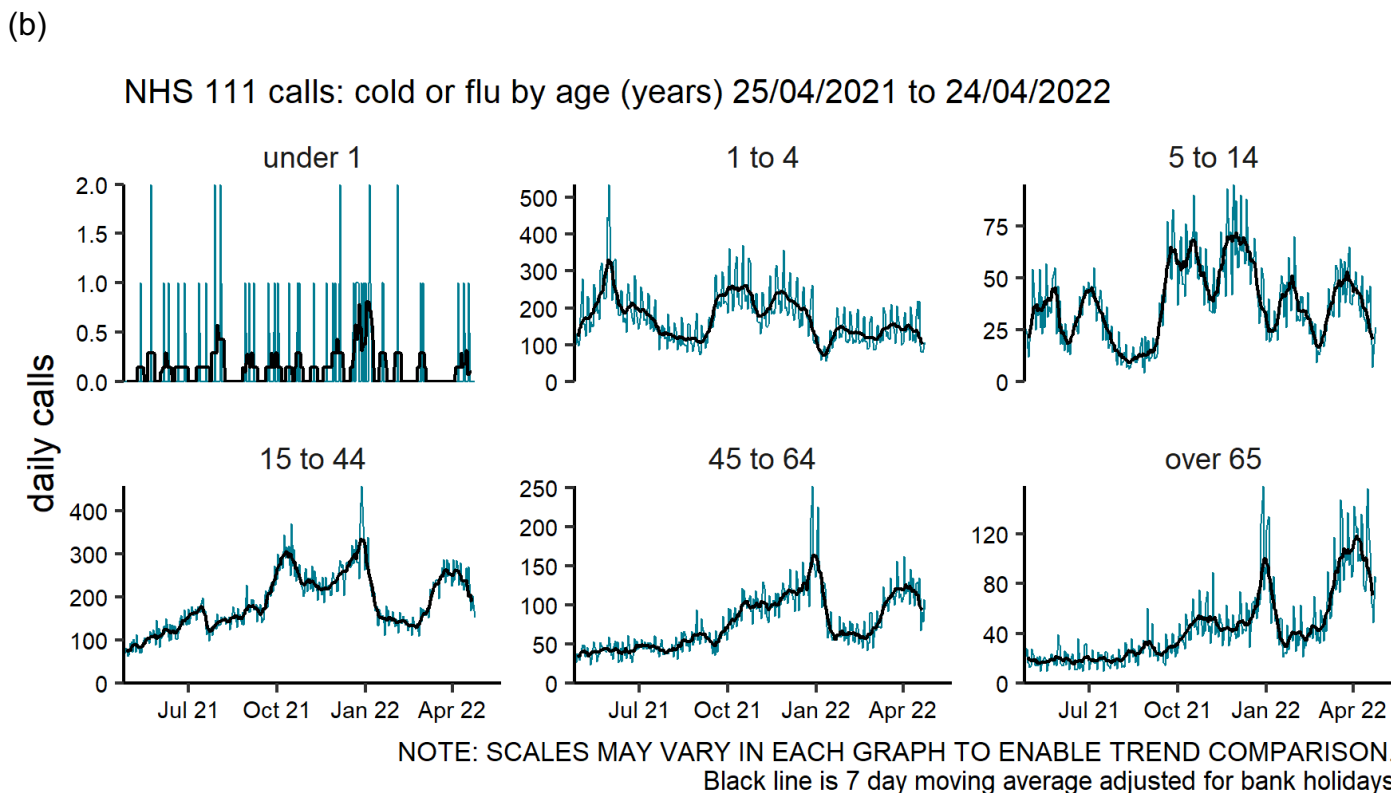 (b)
NHS 111 calls: cold or flu by age (years) 25/04/2021 to 24/04/2022
under 1
1 to 4
5 to 14
2.0
1.5
1.0
0.5
0.0
500
400
300
200
100
0
75
50
25
0
daily calls
15 to 44
45 to 64
over 65
400
300
200
100
0
250
200
150
100
50
0
120
80
40
0
Jul 21 Oct 21 Jan 22 Apr 22
Jul 21 Oct 21 Jan 22 Apr 22
Jul 21 Oct 21 Jan 22 Apr 22
NOTE: SCALES MAY VARY IN EACH GRAPH TO ENABLE TREND COMPARISON.
Black line is 7 day moving average adjusted for bank holidays